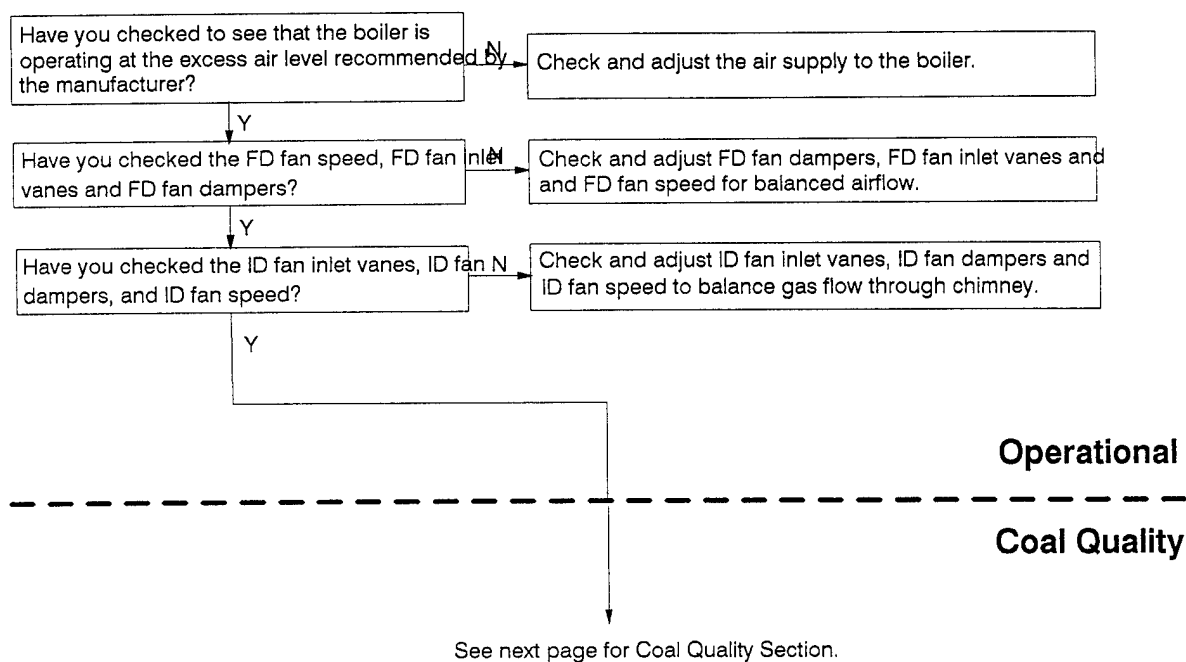 Have you checked to see that the boiler is
operating at the excess air level recommended by
the manufacturer?
N
Check and adjust the air supply to the boiler.
Y
Have you checked the FD fan speed, FD fan inlet
vanes and FD fan dampers?
N
Check and adjust FD fan dampers, FD fan inlet vanes and
and FD fan speed for balanced airflow.
Y
Have you checked the ID fan inlet vanes, ID fan
dampers, and ID fan speed?
N
Check and adjust ID fan inlet vanes, ID fan dampers and
ID fan speed to balance gas flow through chimney.
Y
Operational
Coal Quality
See next page for Coal Quality Section.